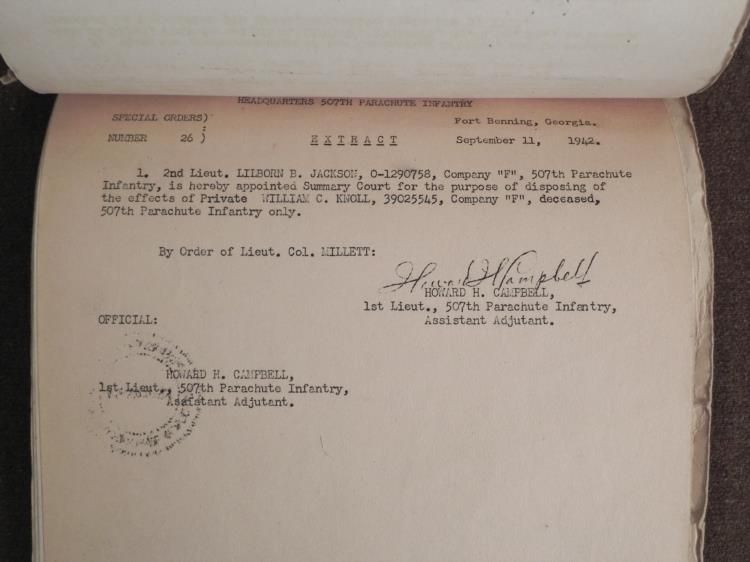 HEADQUARTERS 507TH PARACHUTE INFANTRY
SPECIAL ORDERS) Fort Benning, Georgia.
:
NUMBER 26 ) E X T R A C T September 11, 1942.
1. 2nd Lieut. LILBORN B. JACKSON, O-1290758, Company "F", 507th Parachute
Infantry, is hereby appointed Summary Court for the purpose of disposing of
the effects of Private WILLIAM C. KNOLL, 39025545, Company "F", deceased,
507th Parachute Infantry only.
By Order of Lieut. Col. MILLETT:
Howard H Campbell
HOWARD H. CAMPBELL,
1st Lieut., 507th Parachute Infantry,
Assistant Adjutant.
OFFICIAL:
HOWARD H. CAMPBELL,
1st Lieut., 507th Parachute Infantry,
Assistant Adjutant.